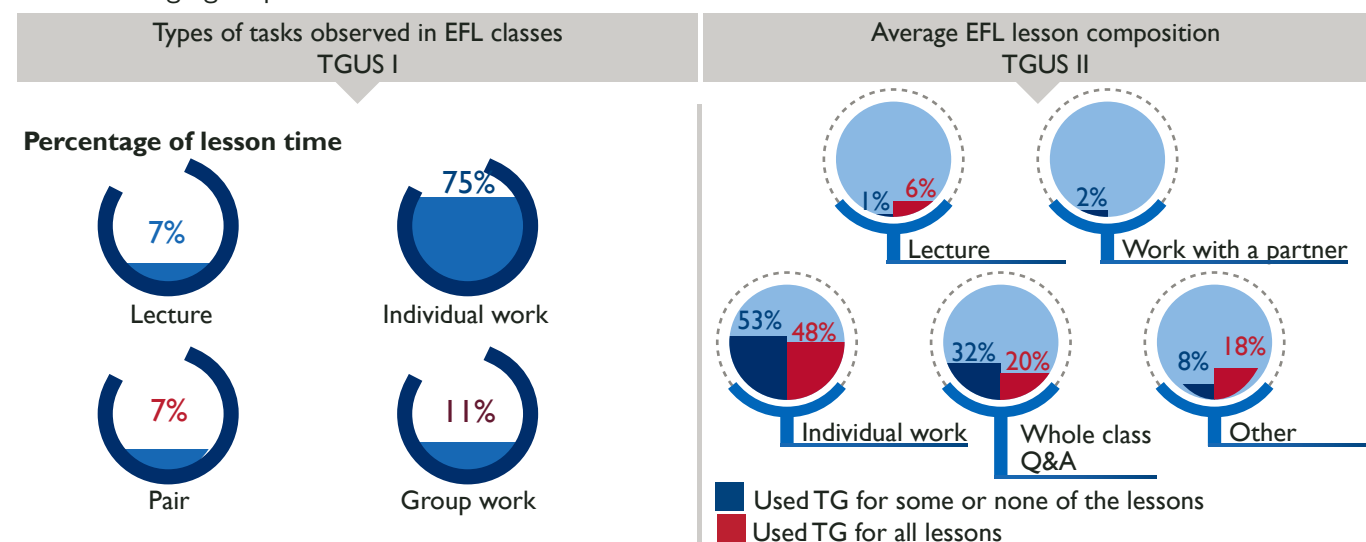 Types of tasks observed in EFL classes
TGUS I
Percentage of lesson time
7%
Lecture
75%
Individual work
7%
Pair
11%
Group work
Average EFL lesson composition
TGUS II
1%
6%
Lecture
2%
Work with a partner
53%
48%
Individual work
32%
20%
Whole class
Q&A
8%
18%
Other
Used TG for some or none of the lessons
Used TG for all lessons